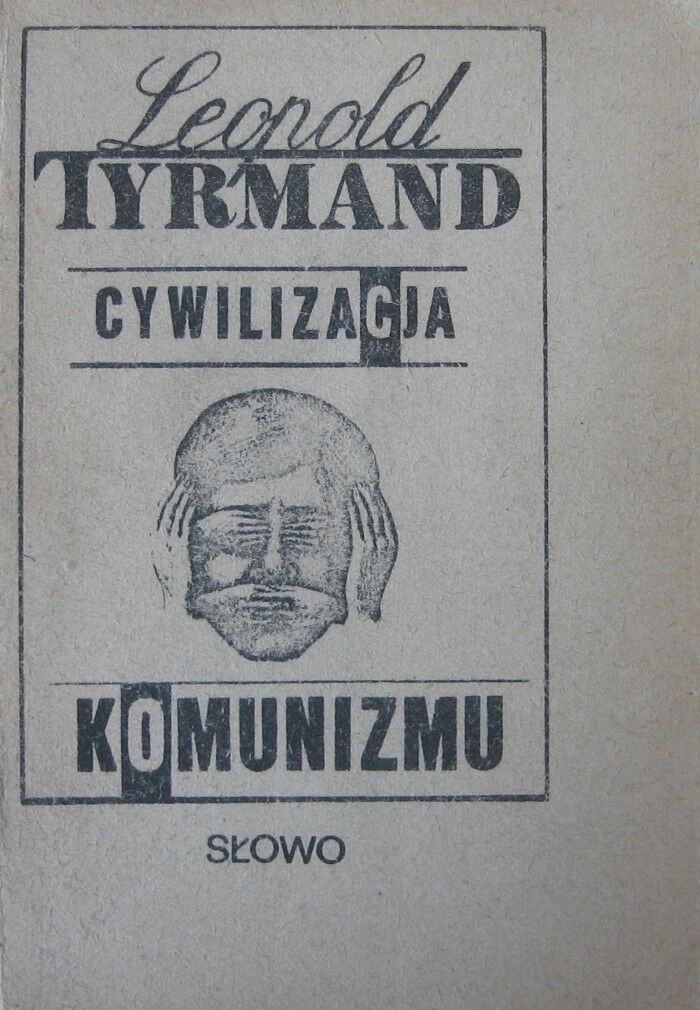 Leopold
TYRMAND
CYWILIZACJA
KOMUNIZMU
SŁOWO